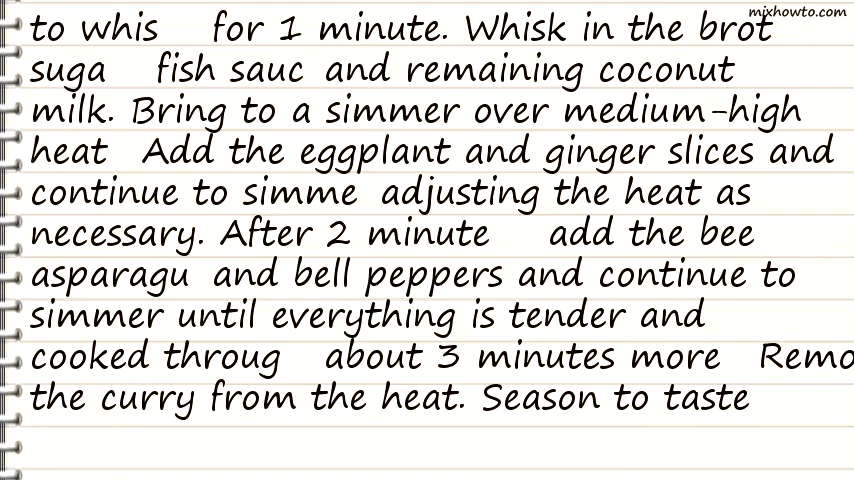 mixhowto.com
to whis for 1 minute. Whisk in the brot
suga fish sauc and remaining coconut
milk. Bring to a simmer over medium-high
heat Add the eggplant and ginger slices and
continue to simme adjusting the heat as
necessary. After 2 minute add the bee
asparagu and bell peppers and continue to
simmer until everything is tender and
cooked throug about 3 minutes more Remo
the curry from the heat. Season to taste